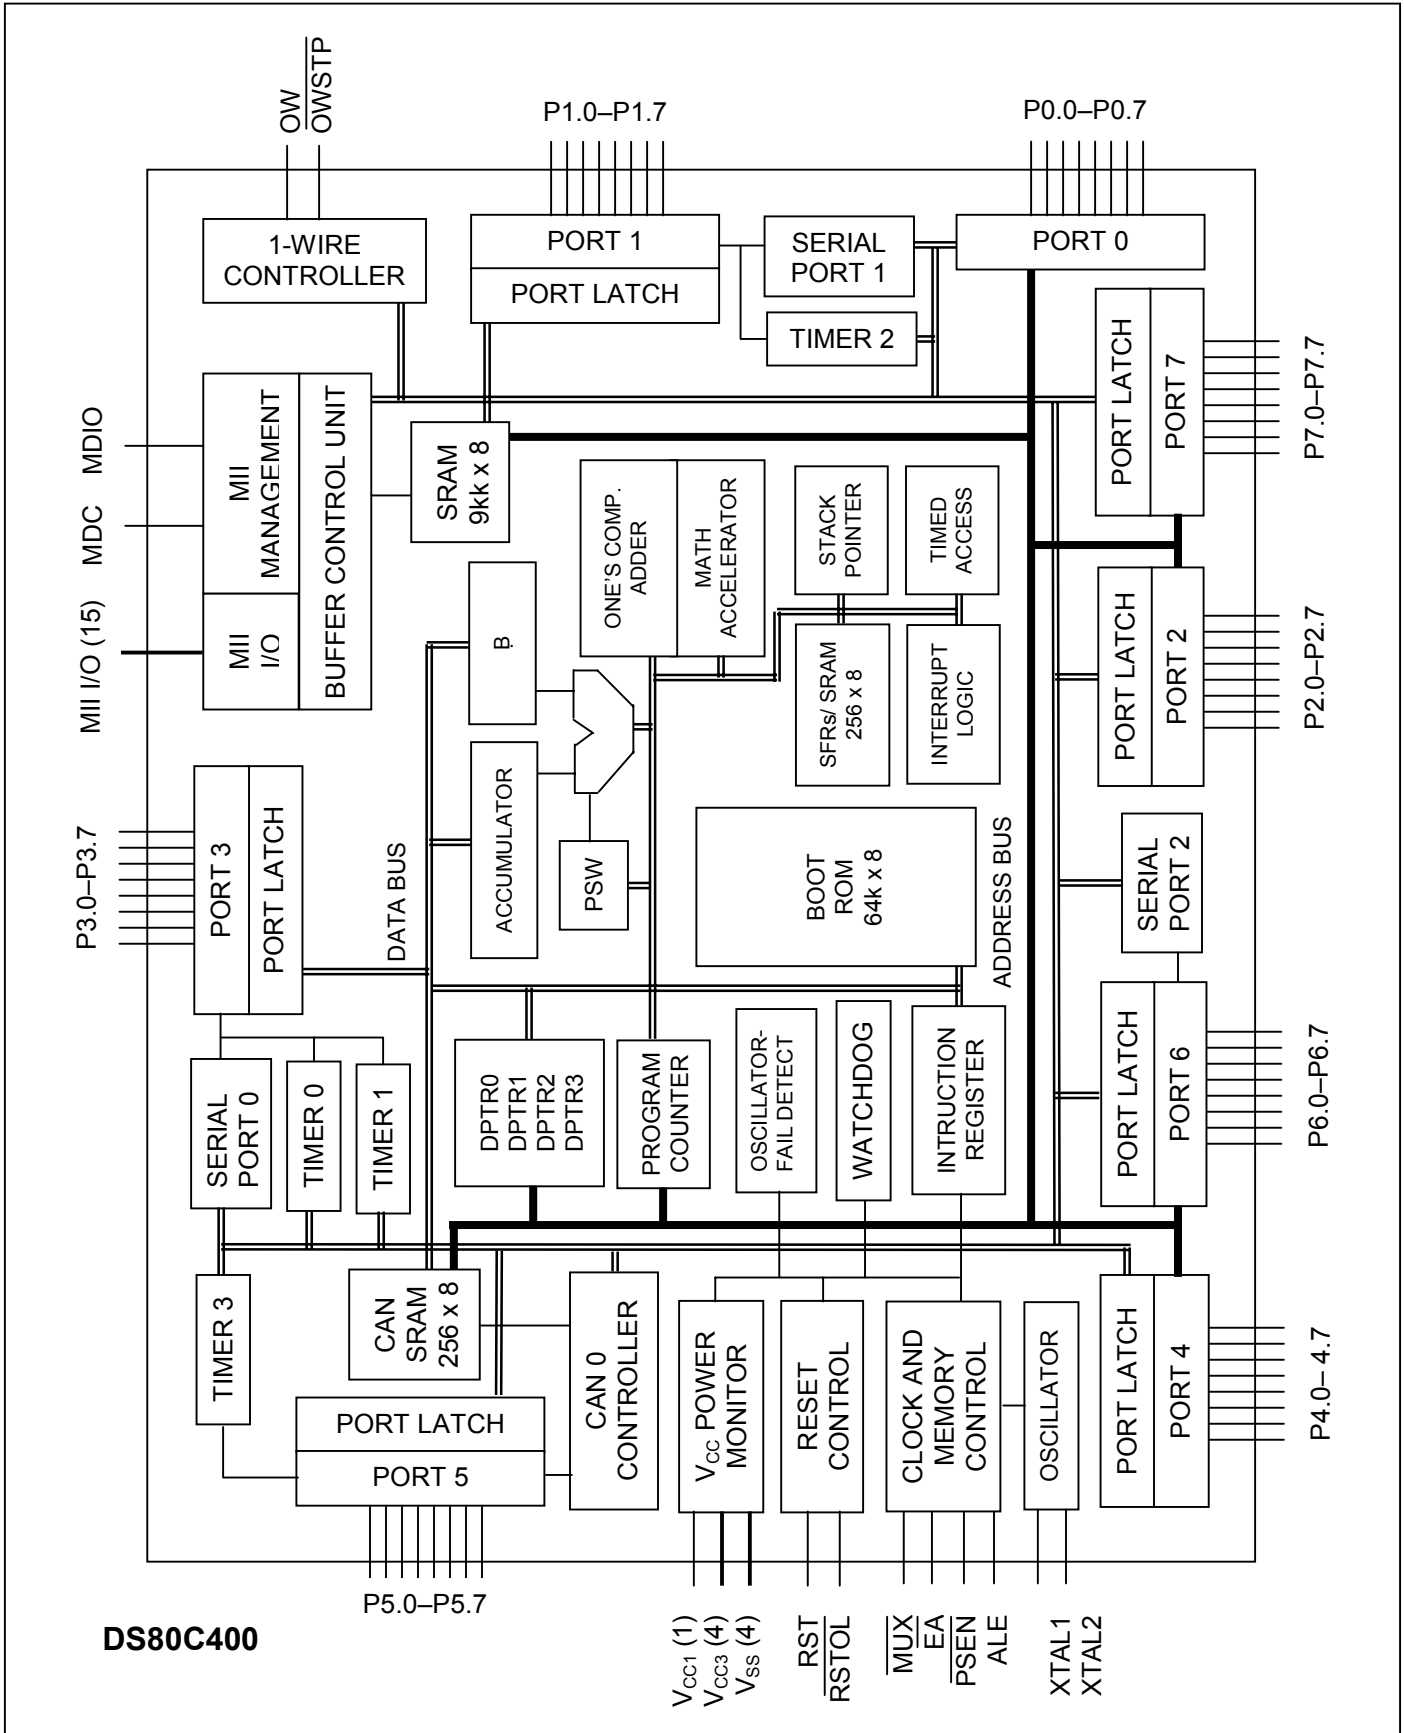 OW
OWSTP
P1.0–P1.7
P0.0–P0.7
1-WIRE
CONTROLLER
PORT 1
PORT LATCH
SERIAL
PORT 1
TIMER 2
PORT 0
PORT LATCH
PORT 7
P7.0–P7.7
MDIO
MDC
MII I/O (15)
MII
MANAGEMENT
MII
I/O
BUFFER CONTROL UNIT
SRAM
9kk x 8
ONE'S COMP.
ADDER
MATH
ACCELERATOR
STACK
POINTER
TIMED
ACCESS
B
SFRs/ SRAM
256 x 8
INTERRUPT
LOGIC
PORT LATCH
PORT 2
P2.0–P2.7
P3.0–P3.7
PORT 3
PORT LATCH
DATA BUS
ACCUMULATOR
PSW
BOOT
ROM
64k x 8
ADDRESS BUS
SERIAL
PORT 2
SERIAL
PORT 0
TIMER 0
TIMER 1
DPTR0
DPTR1
DPTR2
DPTR3
PROGRAM
COUNTER
OSCILLATOR-
FAIL DETECT
WATCHDOG
INTRUCTION
REGISTER
PORT LATCH
PORT 6
P6.0–P6.7
TIMER 3
CAN
SRAM
256 x 8
CAN 0
CONTROLLER
VCC POWER
MONITOR
RESET
CONTROL
CLOCK AND
MEMORY
CONTROL
OSCILLATOR
PORT LATCH
PORT 4
P4.0– 4.7
PORT LATCH
PORT 5
P5.0–P5.7
VCC1 (1)
VCC3 (4)
VSS (4)
RST
RSTOL
MUX
EA
PSEN
ALE
XTAL1
XTAL2
DS80C400